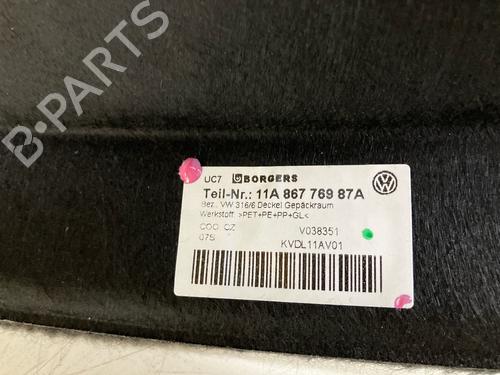 B-PARTS
UC7 BORGERS
Teil-Nr.: 11A 867 769 87A
Bez.: VW 316/6 Deckel Gepäckraum
Werkstoff: >PET+PE+PP+GL<
COO: CZ V038351
075 KVDL11AV01